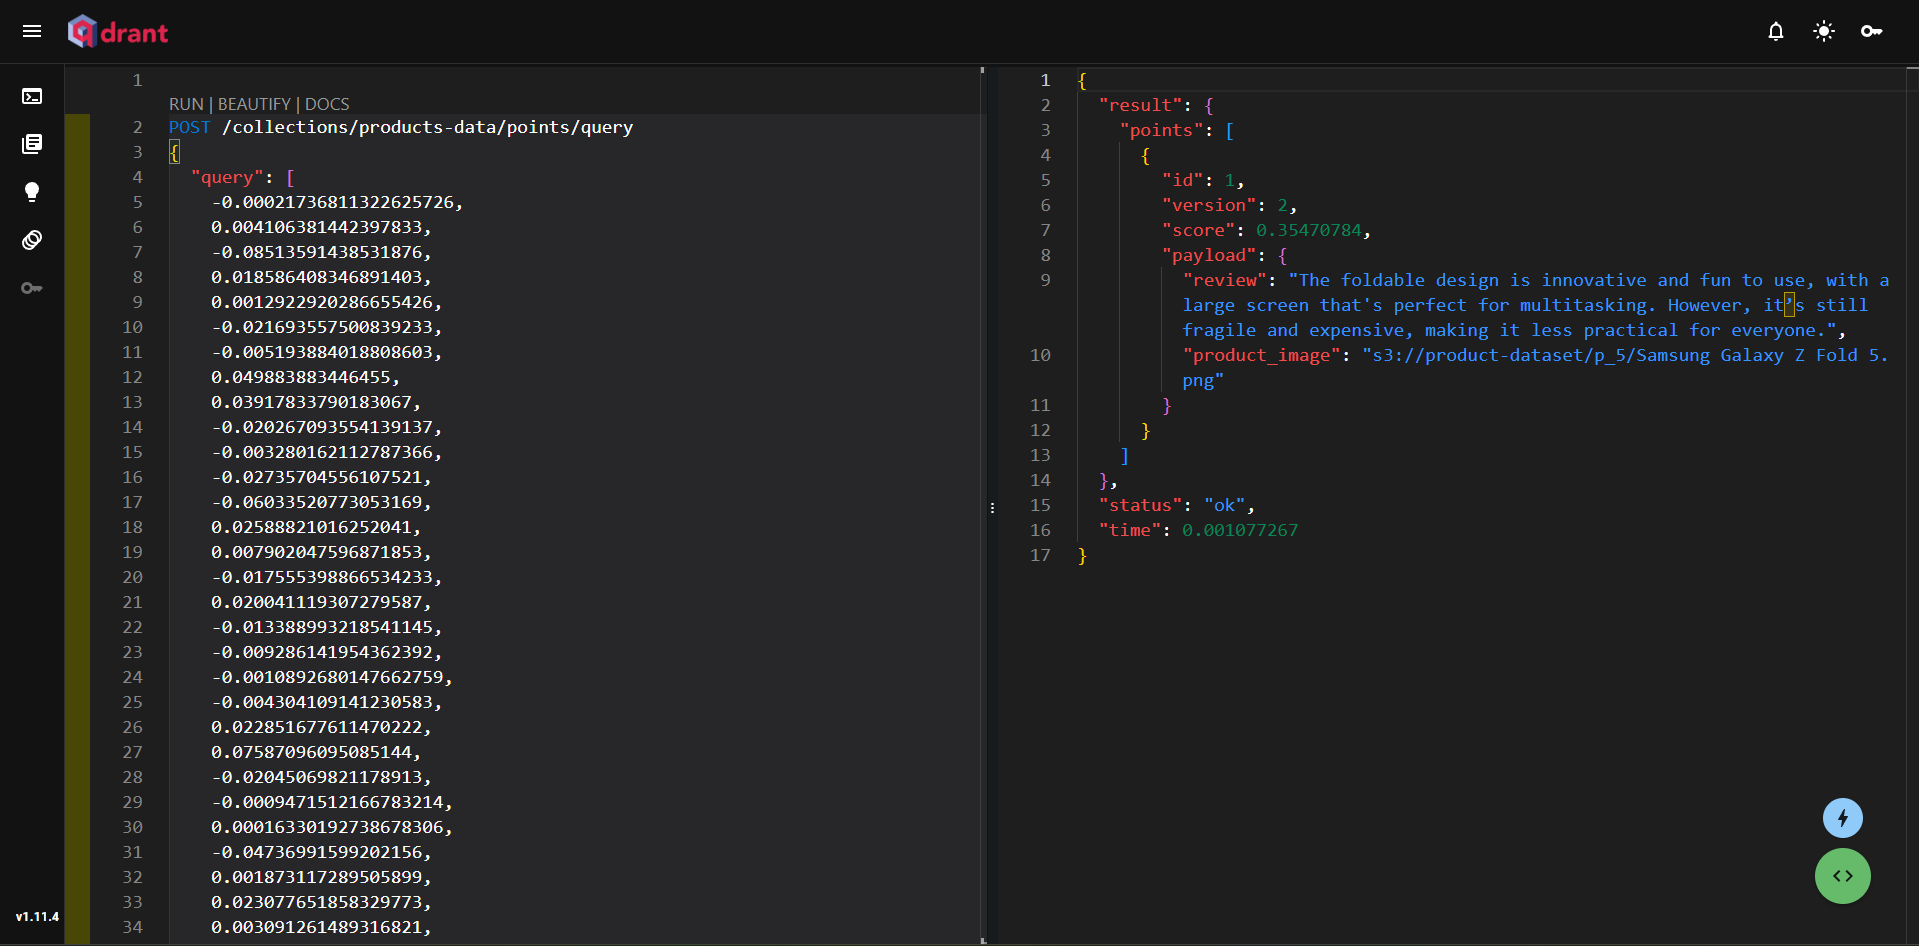 qdrant
1
RUN | BEAUTIFY | DOCS
2 POST /collections/products-data/points/query
3 {
4 "query": [
5 -0.00021736811322625726,
6 0.004106381442397833,
7 -0.08513591438531876,
8 0.018586408346891403,
9 0.0012922920286655426,
10 -0.021693557500839233,
11 -0.005193884018808603,
12 0.049883883446455,
13 0.03917833790183067,
14 -0.020267093554139137,
15 -0.003280162112787366,
16 -0.02735704556107521,
17 -0.06033520773053169,
18 0.02588821016252041,
19 0.007902047596871853,
20 -0.017555398866534233,
21 0.020041119307279587,
22 -0.013388993218541145,
23 -0.009286141954362392,
24 -0.0010892680147662759,
25 -0.004304109141230583,
26 0.022851677611470222,
27 0.07587096095085144,
28 -0.02045069821178913,
29 -0.0009471512166783214,
30 0.00016330192738678306,
31 -0.04736991599202156,
32 0.001873117289505899,
33 0.023077651858329773,
34 0.003091261489316821,
1 {
2 "result": {
3 "points": [
4 {
5 "id": 1,
6 "version": 2,
7 "score": 0.35470784,
8 "payload": {
9 "review": "The foldable design is innovative and fun to use, with a
large screen that's perfect for multitasking. However, it’s still
fragile and expensive, making it less practical for everyone.",
10 "product_image": "s3://product-dataset/p_5/Samsung Galaxy Z Fold 5.
png"
11 }
12 }
13 ]
14 },
15 "status": "ok",
16 "time": 0.001077267
17 }
v1.11.4